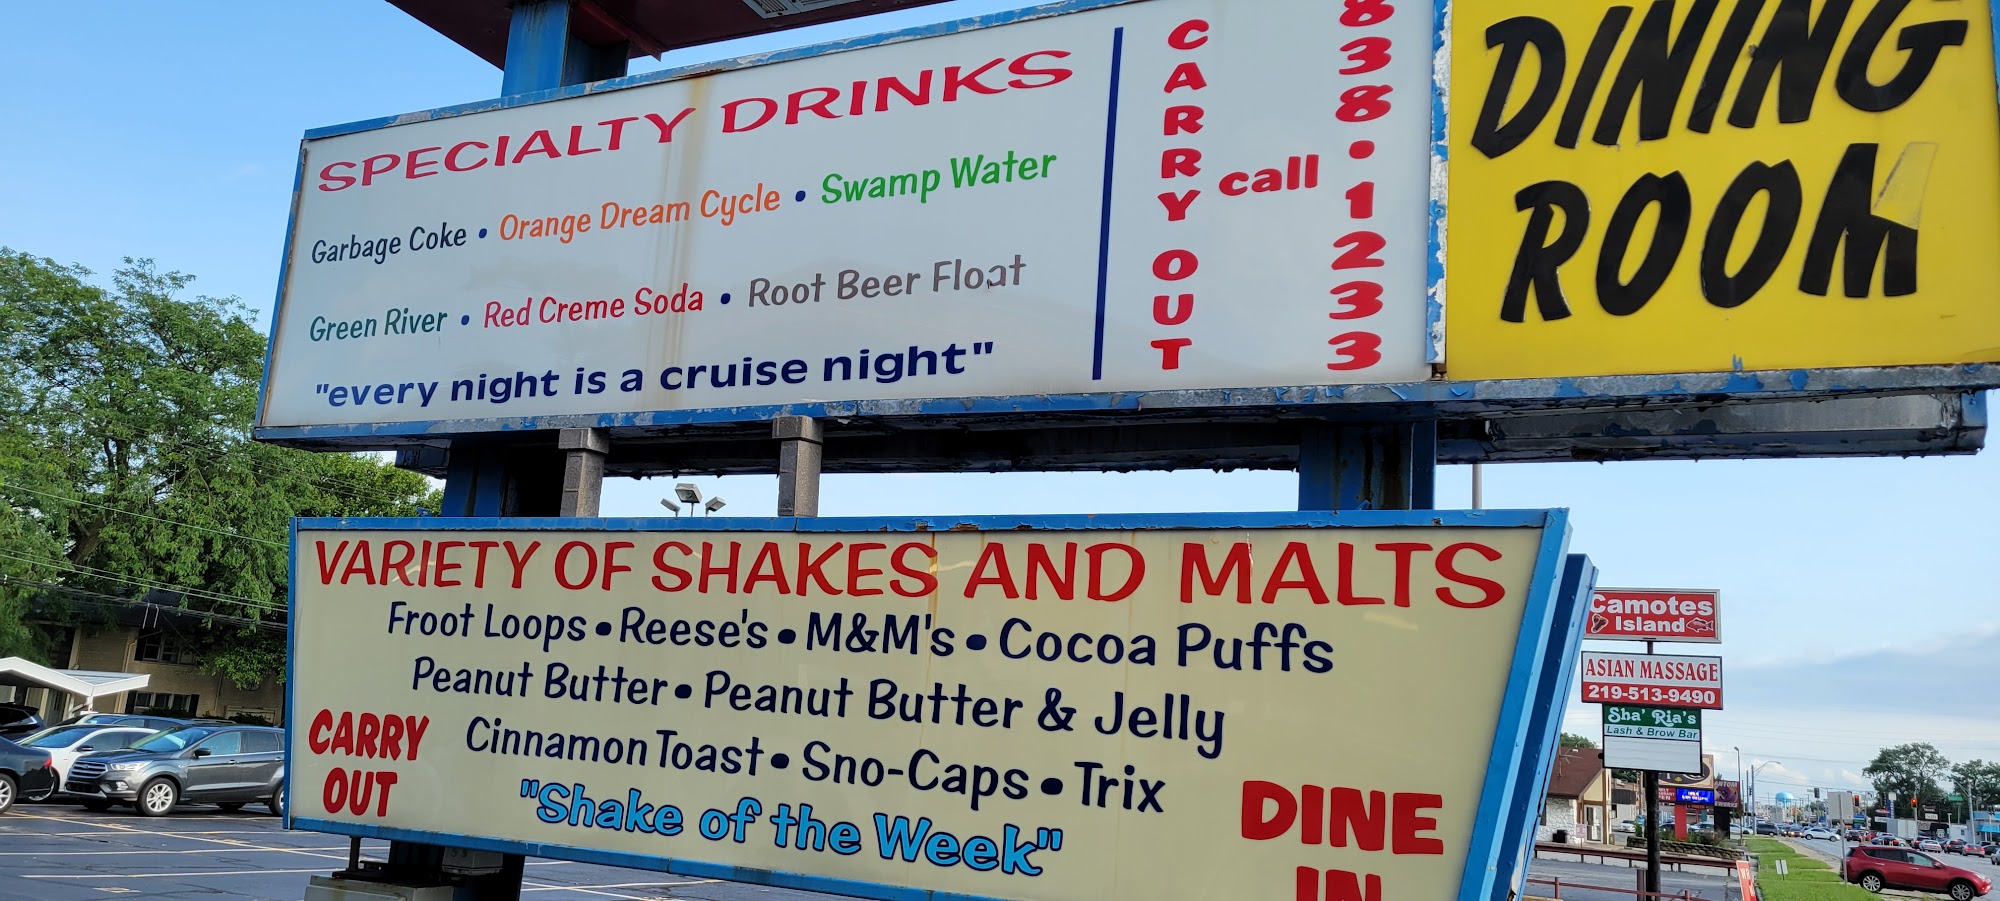 SPECIALTY DRINKS
Garbage Coke • Orange Dream Cycle • Swamp Water
Green River • Red Creme Soda • Root Beer Float
"every night is a cruise night"
CARRY OUT
call
838·1233
DINING
ROOM
VARIETY OF SHAKES AND MALTS
Froot Loops • Reese's • M&M's • Cocoa Puffs
Peanut Butter • Peanut Butter & Jelly
Cinnamon Toast • Sno-Caps • Trix
"Shake of the Week"
CARRY
OUT
DINE
IN
Camotes
Island
ASIAN MASSAGE
219-513-9490
Sha' Ria's
Lash & Brow Bar